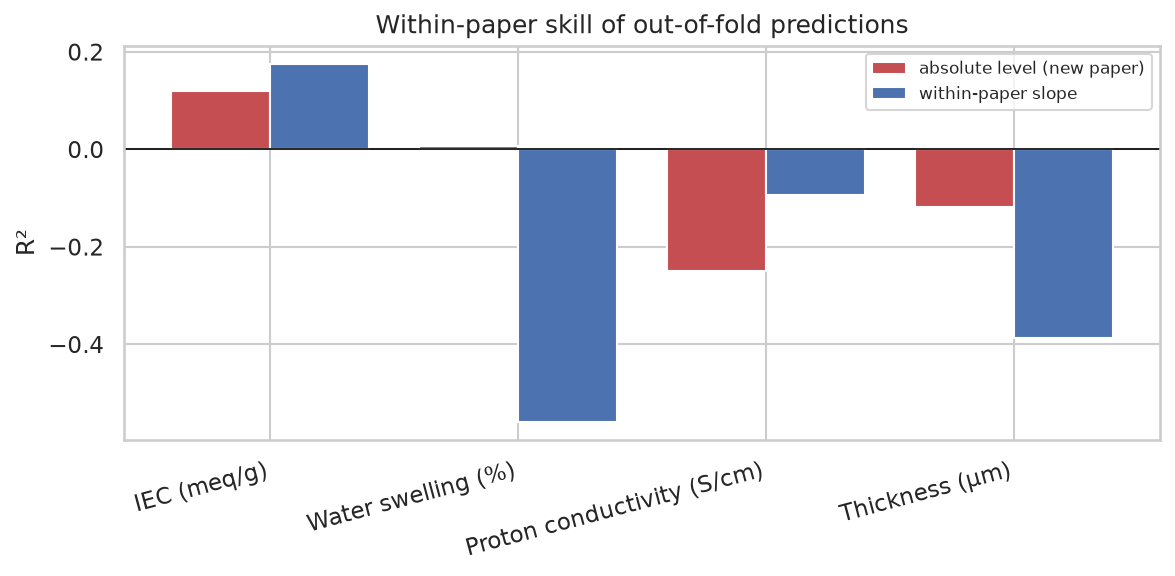 Within-paper skill of out-of-fold predictions
absolute level (new paper)
within-paper slope
R²
0.2
0.0
−0.2
−0.4
IEC (meq/g)
Water swelling (%)
Proton conductivity (S/cm)
Thickness (µm)